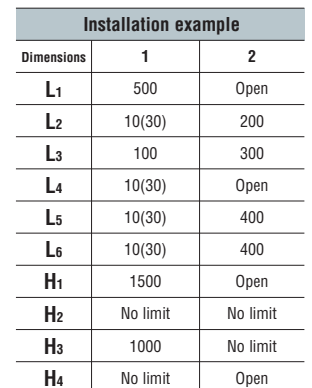 Installation example
Dimensions 1 2
L1 500 Open
L2 10(30) 200
L3 100 300
L4 10(30) Open
L5 10(30) 400
L6 10(30) 400
H1 1500 Open
H2 No limit No limit
H3 1000 No limit
H4 No limit Open